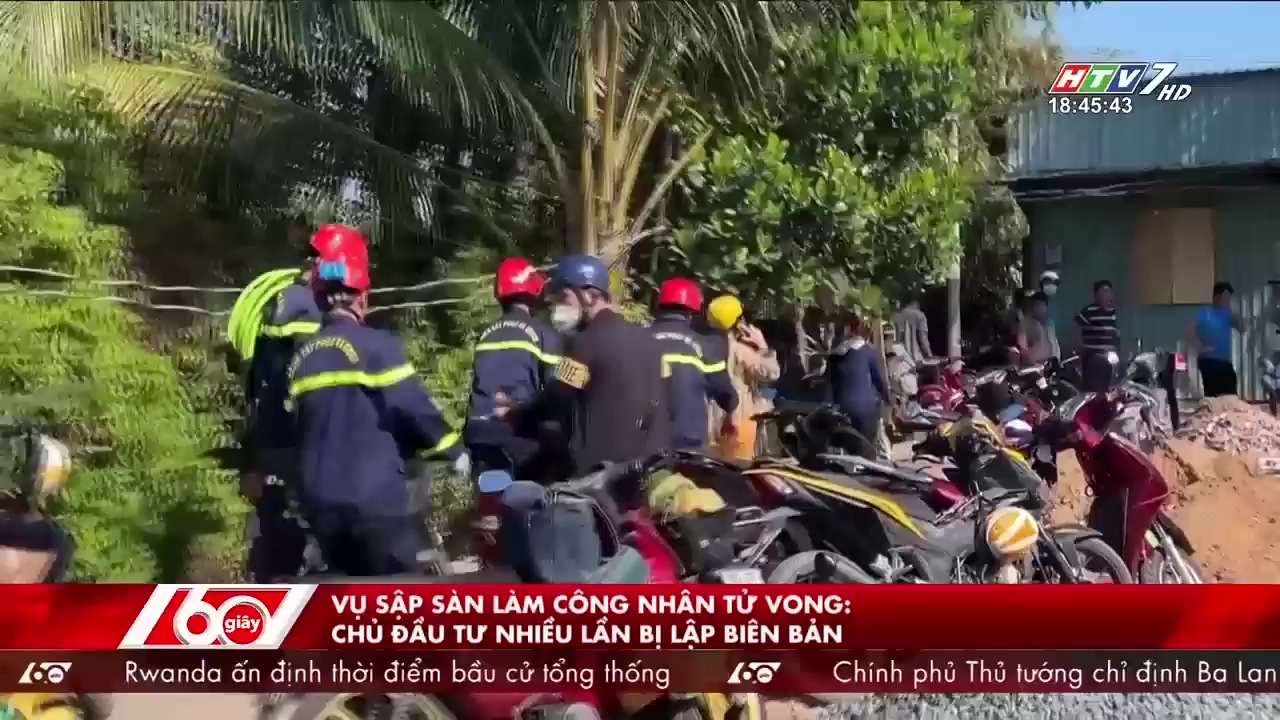 HTV7 HD
18:45:43
60 giây
VỤ SẬP SÀN LÀM CÔNG NHÂN TỬ VONG:
CHỦ ĐẦU TƯ NHIỀU LẦN BỊ LẬP BIÊN BẢN
60 Rwanda ấn định thời điểm bầu cử tổng thống 60 Chính phủ Thủ tướng chỉ định Ba Lan